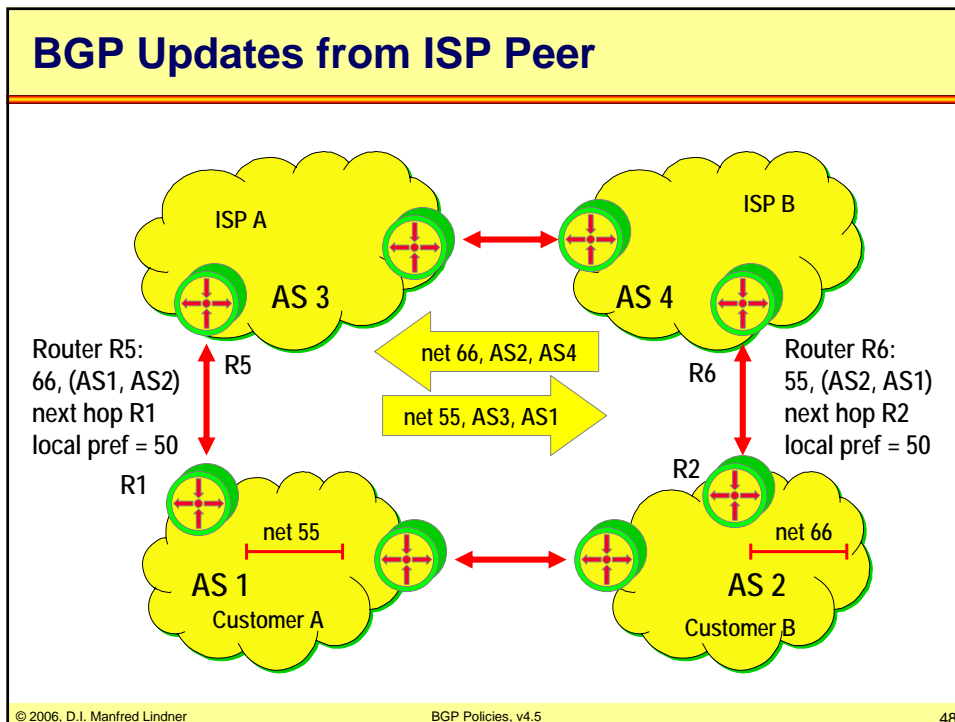 BGP Updates from ISP Peer
ISP A
ISP B
AS 3
AS 4
Router R5:
66, (AS1, AS2)
next hop R1
local pref = 50
R5
net 66, AS2, AS4
net 55, AS3, AS1
R6
Router R6:
55, (AS2, AS1)
next hop R2
local pref = 50
R1
R2
net 55
net 66
AS 1
AS 2
Customer A
Customer B
© 2006, D.I. Manfred Lindner
BGP Policies, v4.5
48